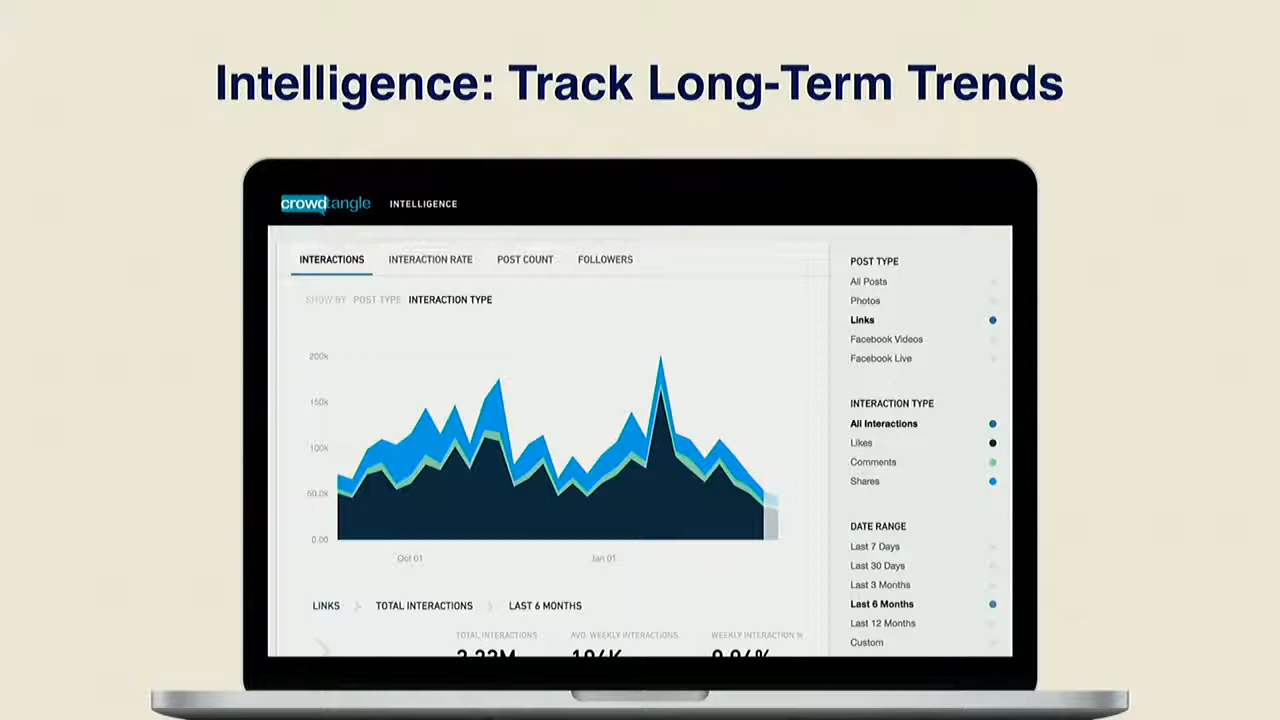 Intelligence: Track Long-Term Trends
crowdtangle INTELLIGENCE
INTERACTIONS INTERACTION RATE POST COUNT FOLLOWERS
SHOW BY POST TYPE INTERACTION TYPE
200k
150k
100k
50.0k
0.00
Oct 01 Jan 01
LINKS TOTAL INTERACTIONS LAST 6 MONTHS
TOTAL INTERACTIONS AVG. WEEKLY INTERACTIONS WEEKLY INTERACTION %
POST TYPE
All Posts
Photos
Links
Facebook Videos
Facebook Live
INTERACTION TYPE
All Interactions
Likes
Comments
Shares
DATE RANGE
Last 7 Days
Last 30 Days
Last 3 Months
Last 6 Months
Last 12 Months
Custom